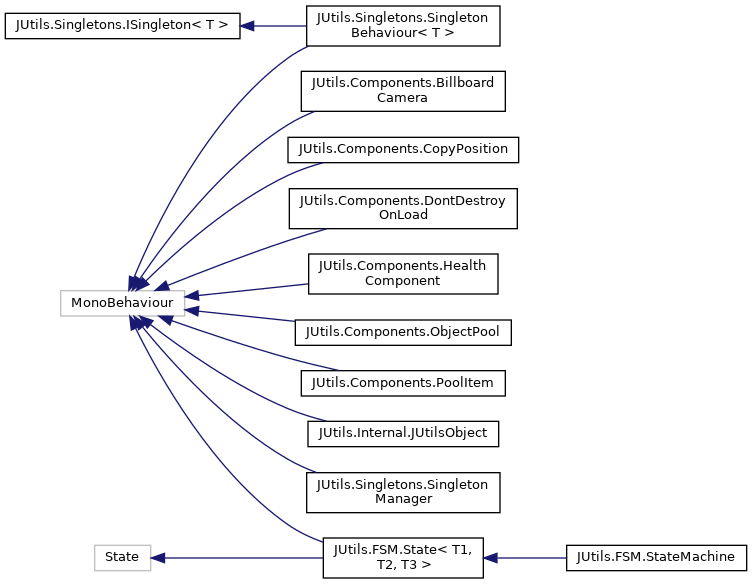 JUtils.Singletons.ISingleton< T >
JUtils.Singletons.Singleton
Behaviour< T >
JUtils.Components.Billboard
Camera
JUtils.Components.CopyPosition
JUtils.Components.DontDestroy
OnLoad
JUtils.Components.Health
Component
MonoBehaviour
JUtils.Components.ObjectPool
JUtils.Components.PoolItem
JUtils.Internal.JUtilsObject
JUtils.Singletons.Singleton
Manager
State
JUtils.FSM.State< T1,
T2, T3 >
JUtils.FSM.StateMachine